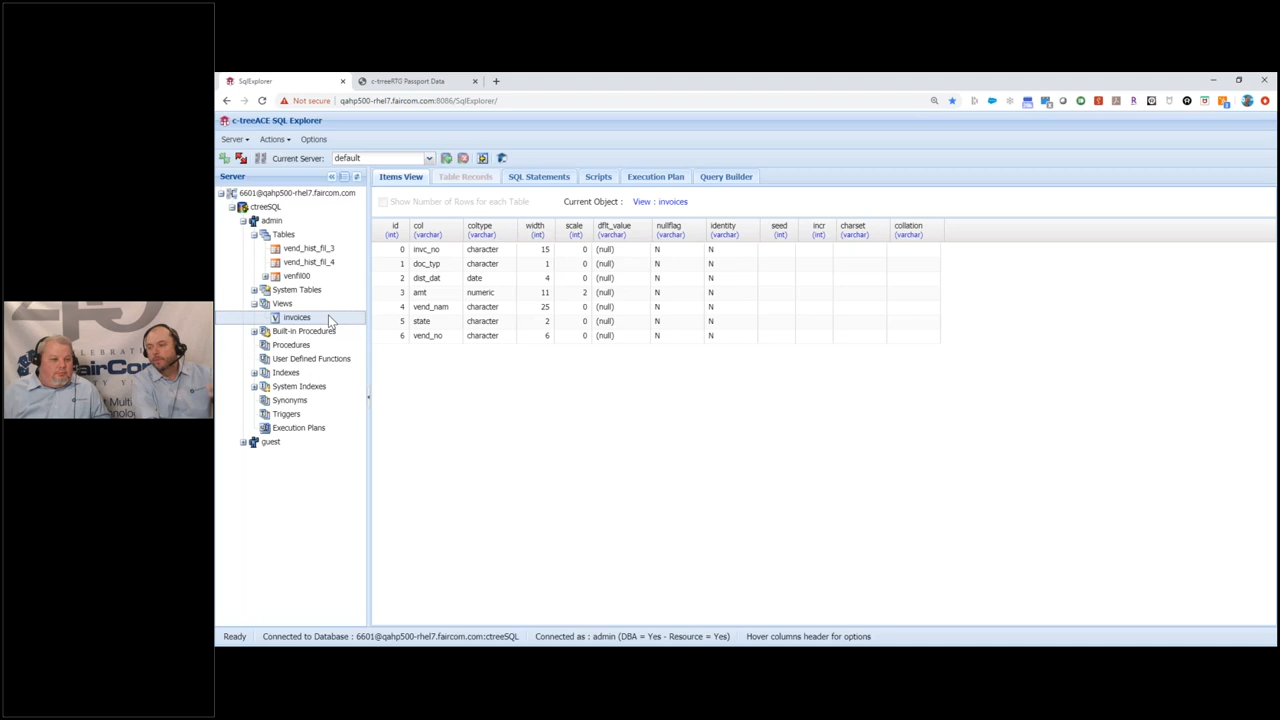 SqlExplorer
c-trreeRTG Passport Data
Not secure qahp500-rhel7.faircom.com:8086/SqlExplorer/
c-treeACE SQL Explorer
Server Actions Options
Current Server: default
Server
Items View Table Records SQL Statements Scripts Execution Plan Query Builder
Show Number of Rows for each Table Current Object : View : invoices
6601@qahp500-rhel7.faircom.com
ctreeSQL
admin
Tables
vend_hist_fil_3
vend_hist_fil_4
venfil00
System Tables
Views
invoices
Built-in Procedures
Procedures
User Defined Functions
Indexes
System Indexes
Synonyms
Triggers
Execution Plans
guest
id col coltype width scale dflt_value nullflag identity seed incr charset collation
(int) (varchar) (varchar) (int) (int) (varchar) (varchar) (varchar) (int) (int) (varchar) (varchar)
0 invc_no character 15 0 (null) N N
1 doc_typ character 1 0 (null) N N
2 dist_dat date 4 0 (null) N N
3 amt numeric 11 2 (null) N N
4 vend_nam character 25 0 (null) N N
5 state character 2 0 (null) N N
6 vend_no character 6 0 (null) N N
Ready Connected to Database : 6601@qahp500-rhel7.faircom.com:ctreeSQL Connected as : admin (DBA = Yes - Resource = Yes) Hover columns header for options